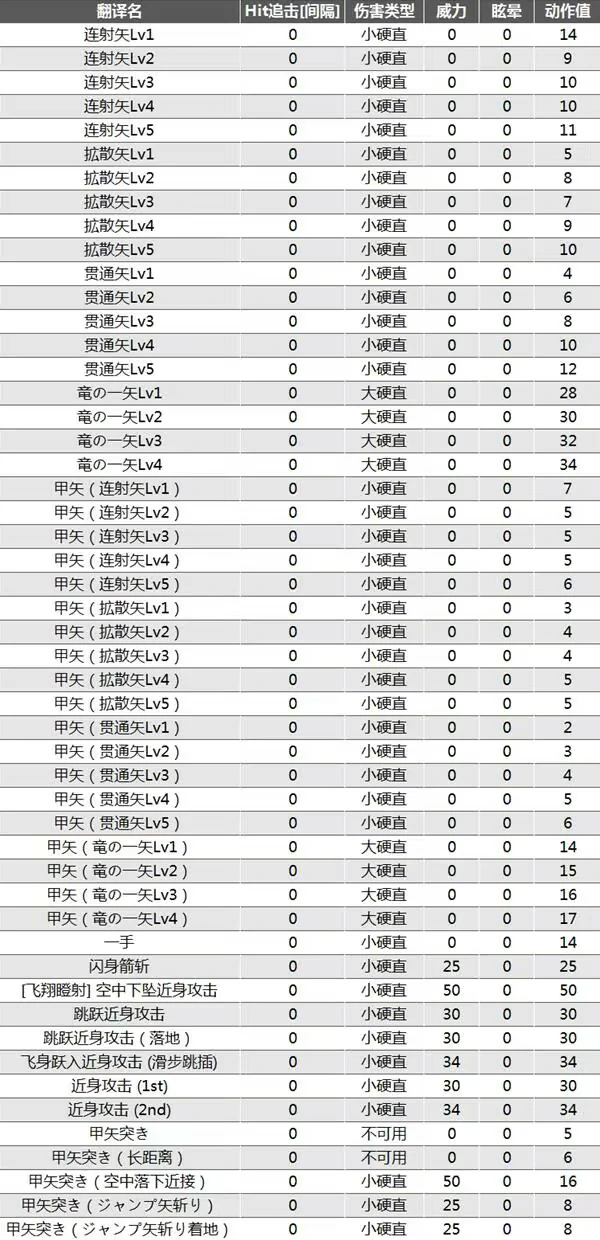 翻译名 Hit追击[间隔] 伤害类型 威力 眩晕 动作值
连射矢Lv1 0 小硬直 0 0 14
连射矢Lv2 0 小硬直 0 0 9
连射矢Lv3 0 小硬直 0 0 10
连射矢Lv4 0 小硬直 0 0 10
连射矢Lv5 0 小硬直 0 0 11
拡散矢Lv1 0 小硬直 0 0 5
拡散矢Lv2 0 小硬直 0 0 8
拡散矢Lv3 0 小硬直 0 0 7
拡散矢Lv4 0 小硬直 0 0 9
拡散矢Lv5 0 小硬直 0 0 10
贯通矢Lv1 0 小硬直 0 0 4
贯通矢Lv2 0 小硬直 0 0 6
贯通矢Lv3 0 小硬直 0 0 8
贯通矢Lv4 0 小硬直 0 0 10
贯通矢Lv5 0 小硬直 0 0 12
竜の一矢Lv1 0 大硬直 0 0 28
竜の一矢Lv2 0 大硬直 0 0 30
竜の一矢Lv3 0 大硬直 0 0 32
竜の一矢Lv4 0 大硬直 0 0 34
甲矢（连射矢Lv1） 0 小硬直 0 0 7
甲矢（连射矢Lv2） 0 小硬直 0 0 5
甲矢（连射矢Lv3） 0 小硬直 0 0 5
甲矢（连射矢Lv4） 0 小硬直 0 0 5
甲矢（连射矢Lv5） 0 小硬直 0 0 6
甲矢（拡散矢Lv1） 0 小硬直 0 0 3
甲矢（拡散矢Lv2） 0 小硬直 0 0 4
甲矢（拡散矢Lv3） 0 小硬直 0 0 4
甲矢（拡散矢Lv4） 0 小硬直 0 0 5
甲矢（拡散矢Lv5） 0 小硬直 0 0 5
甲矢（贯通矢Lv1） 0 小硬直 0 0 2
甲矢（贯通矢Lv2） 0 小硬直 0 0 3
甲矢（贯通矢Lv3） 0 小硬直 0 0 4
甲矢（贯通矢Lv4） 0 小硬直 0 0 5
甲矢（贯通矢Lv5） 0 小硬直 0 0 6
甲矢（竜の一矢Lv1） 0 大硬直 0 0 14
甲矢（竜の一矢Lv2） 0 大硬直 0 0 15
甲矢（竜の一矢Lv3） 0 大硬直 0 0 16
甲矢（竜の一矢Lv4） 0 大硬直 0 0 17
一手 0 小硬直 0 0 14
闪身箭斩 0 小硬直 25 0 25
[飞翔瞪射] 空中下坠近身攻击 0 小硬直 50 0 50
跳跃近身攻击 0 小硬直 30 0 30
跳跃近身攻击（落地） 0 小硬直 30 0 30
飞身跃入近身攻击 (滑步跳插) 0 小硬直 34 0 34
近身攻击 (1st) 0 小硬直 30 0 30
近身攻击 (2nd) 0 小硬直 34 0 34
甲矢突き 0 不可用 0 0 5
甲矢突き（长距离） 0 不可用 0 0 6
甲矢突き（空中落下近接） 0 小硬直 50 0 16
甲矢突き（ジャンプ矢斩り） 0 小硬直 25 0 8
甲矢突き（ジャンプ矢斩り着地） 0 小硬直 25 0 8